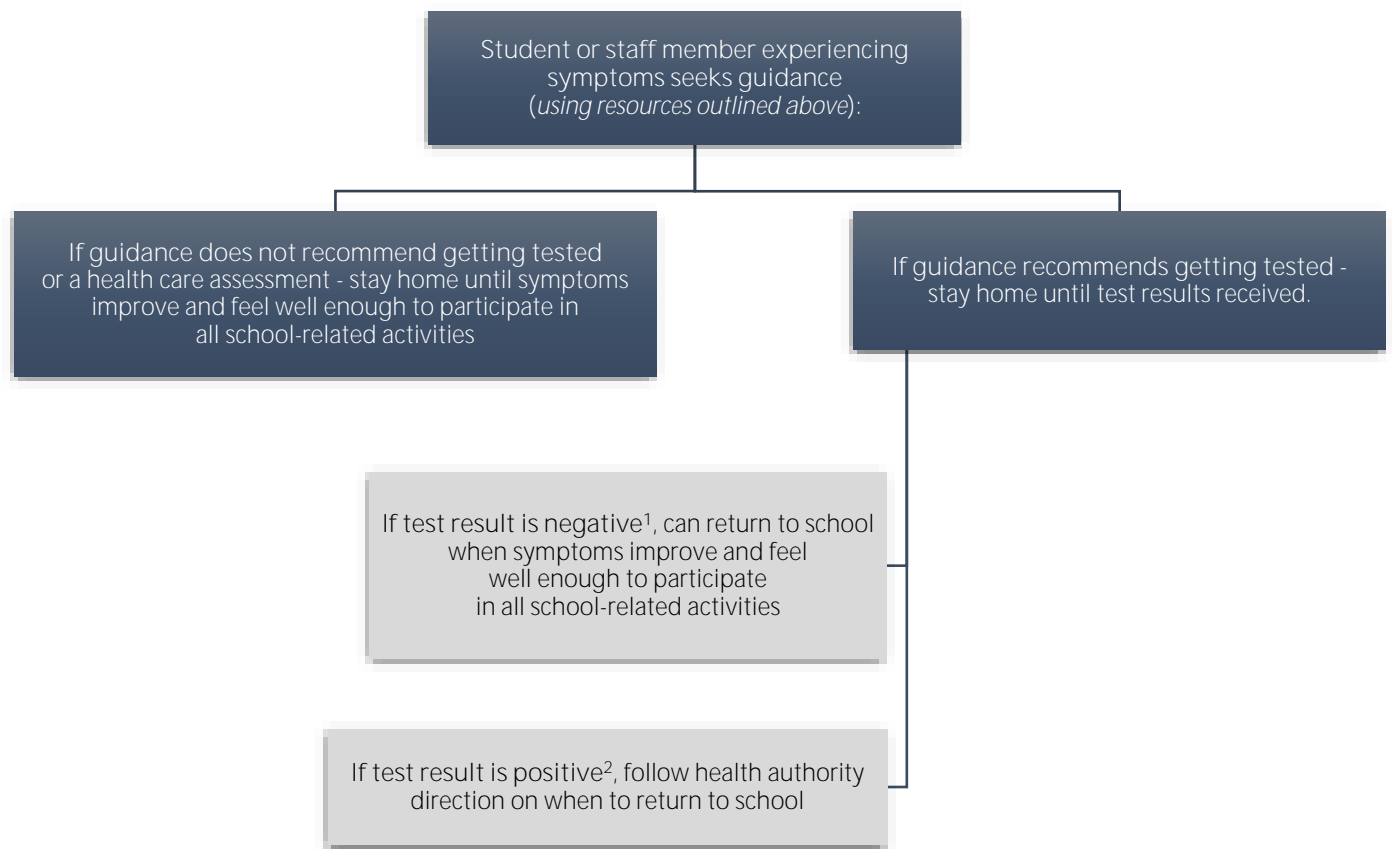 Student or staff member experiencing
symptoms seeks guidance
(using resources outlined above):
If guidance does not recommend getting tested
or a health care assessment - stay home until symptoms
improve and feel well enough to participate in
all school-related activities
If guidance recommends getting tested -
stay home until test results received.
If test result is negative¹, can return to school
when symptoms improve and feel
well enough to participate
in all school-related activities
If test result is positive², follow health authority
direction on when to return to school